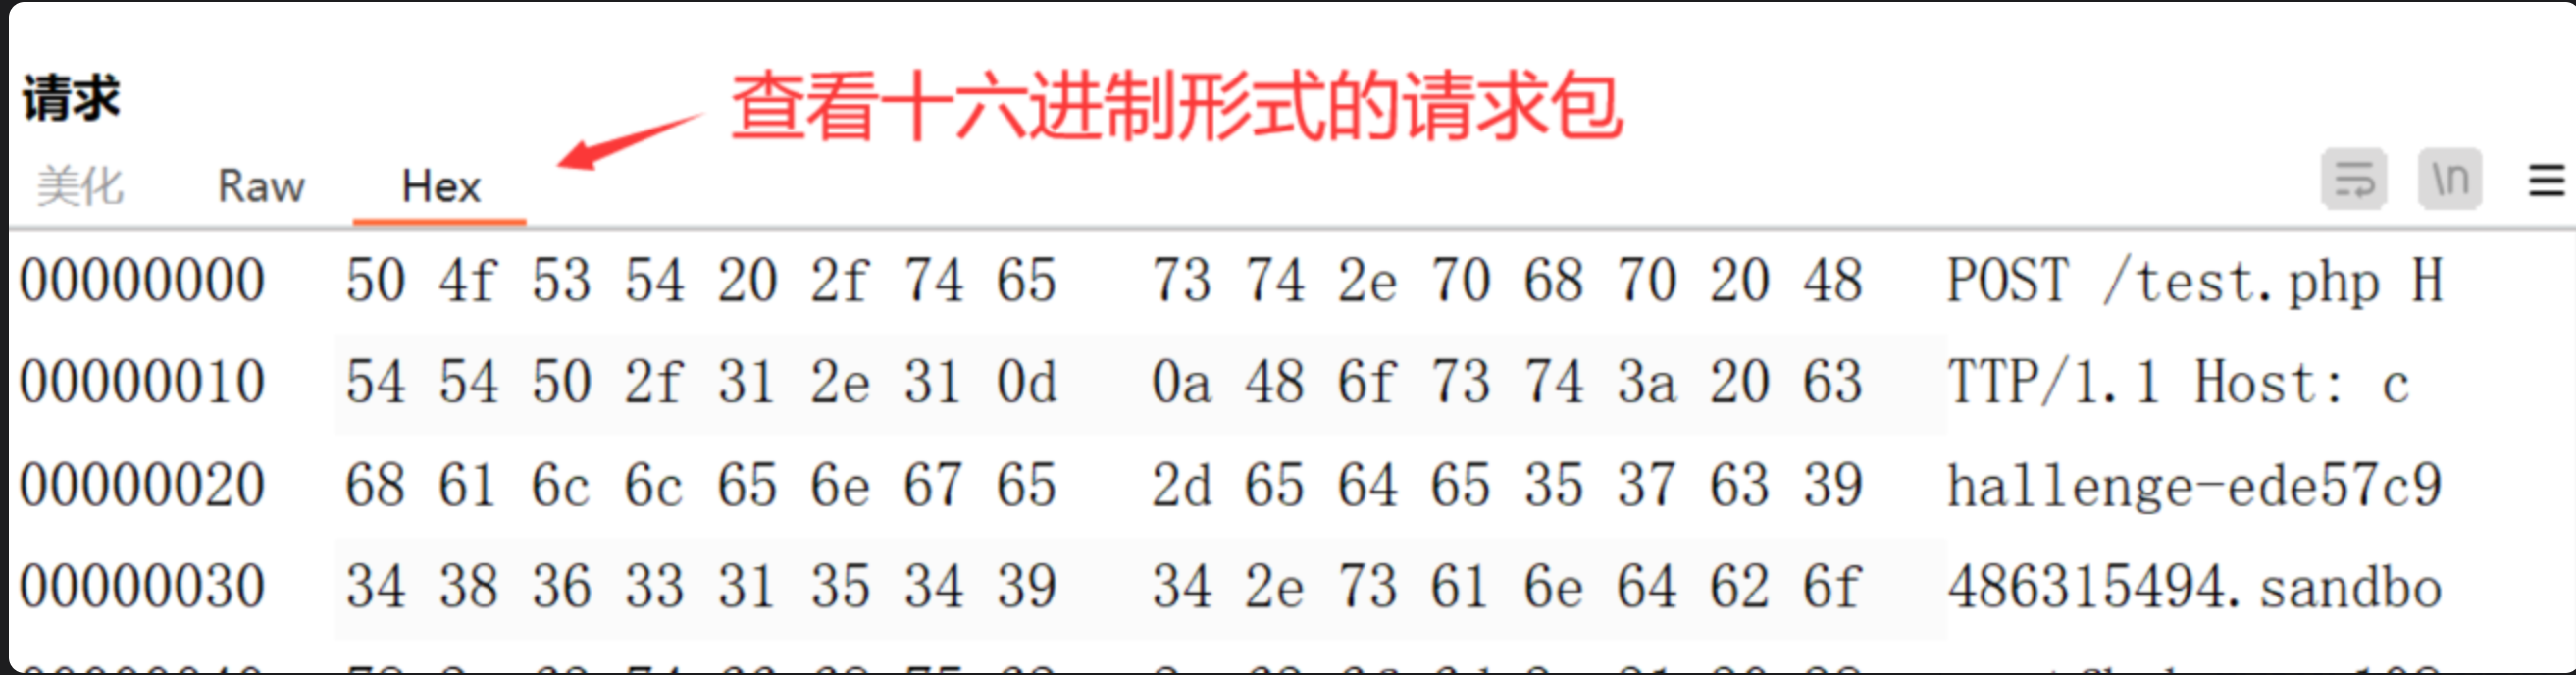 查看十六进制形式的请求包
请求
美化 Raw Hex \n
00000000 50 4f 53 54 20 2f 74 65 73 74 2e 70 68 70 20 48 POST /test.php H
00000010 54 54 50 2f 31 2e 31 0d 0a 48 6f 73 74 3a 20 63 TTP/1.1 Host: c
00000020 68 61 6c 6c 65 6e 67 65 2d 65 64 65 35 37 63 39 hallenge-ede57c9
00000030 34 38 36 33 31 35 34 39 34 2e 73 61 6e 64 62 6f 486315494.sandbo